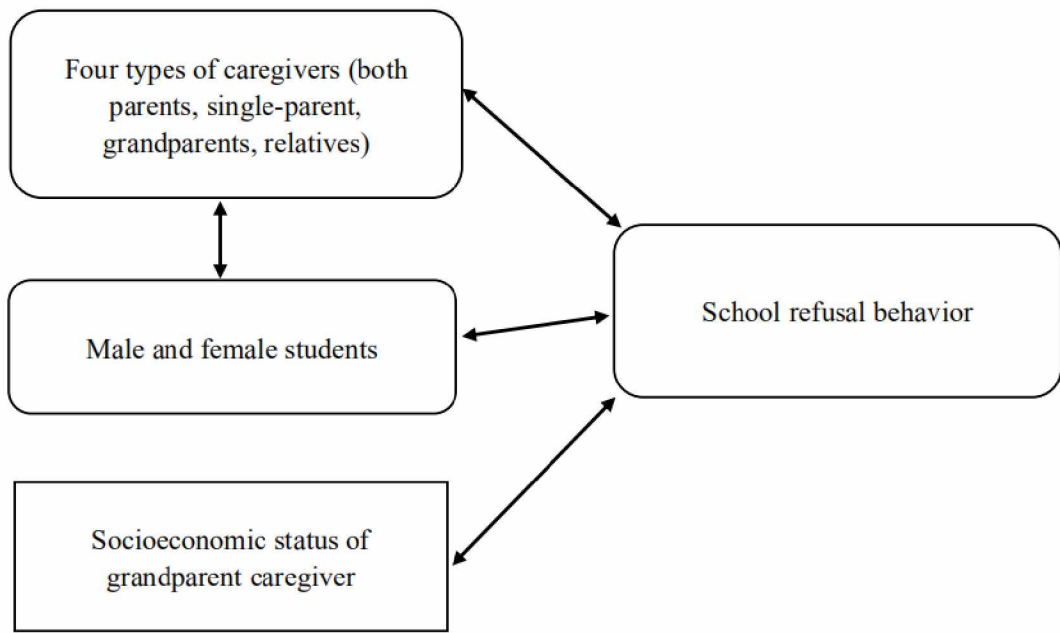 Four types of caregivers (both
parents, single-parent,
grandparents, relatives)
Male and female students
School refusal behavior
Socioeconomic status of
grandparent caregiver